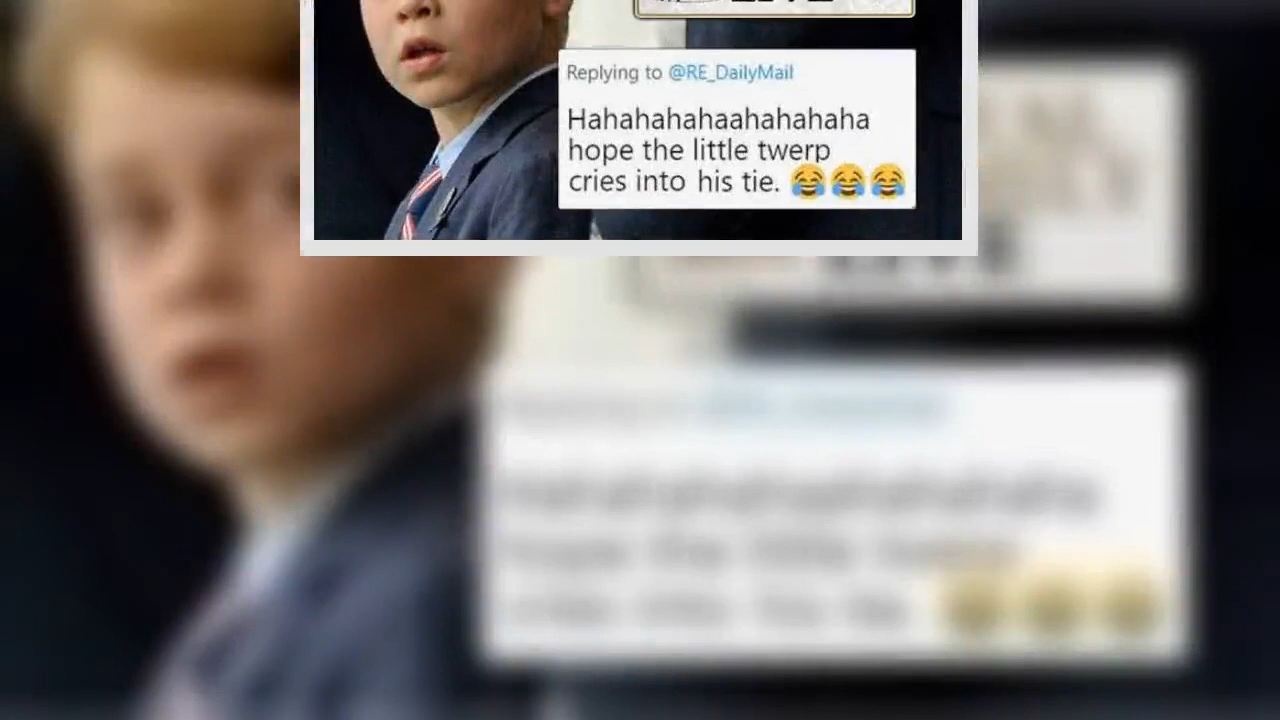 Replying to @RE_DailyMail
Hahahahahaahahahaha
hope the little twerp
cries into his tie. 😂😂😂